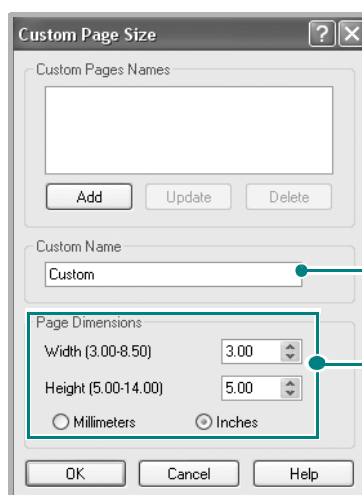 Custom Page Size
Custom Pages Names
Add Update Delete
Custom Name
Custom
Page Dimensions
Width (3.00-8.50) 3.00
Height (5.00-14.00) 5.00
Millimeters Inches
OK Cancel Help